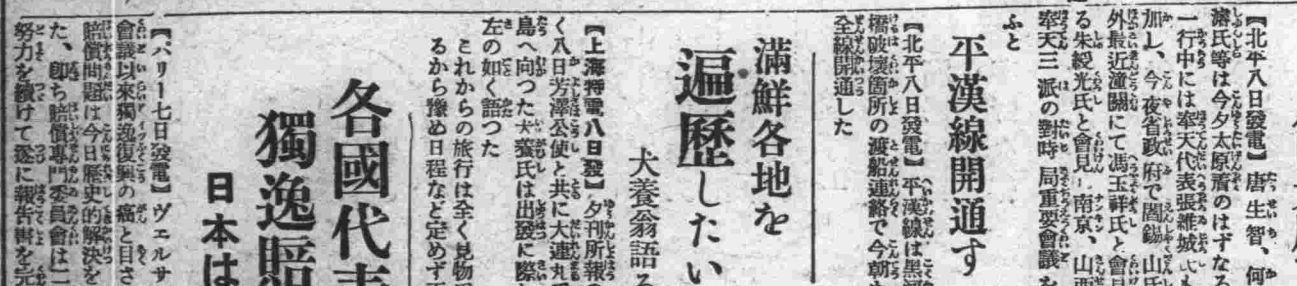 【北平八日發電】唐生智、何
濬氏等は今夕太原着のはずなる
一行中には奉天代表張維城氏も
加し、今夜省政府で閻錫山氏
外最近潼關にて馮玉祥氏と會見
る朱綬光氏と會見、南京、山西
奉天三派の對時局重要會議を
ふと
平漢線開通す
【北平八日發電】平漢線は黑河
橋破壞箇所の渡船連絡で今朝
全線開通した
滿鮮各地を
遍歷したい
犬養翁語る
【上海特電八日發】夕刊所報の
く八日芳澤公使と共に大連丸
島へ向つた犬養氏は出發に際
左の如く語つた
これからの旅行は全く見物
るから豫め日程など定めず
各國代表
獨逸賠
日本は
【パリー七日發電】ヴェルサ
會議以來獨逸復興の癌と目さ
賠償問題は今日歷史的解決を
た、卽ち賠償專門委員會は二
努力を續けて遂に報告書を完